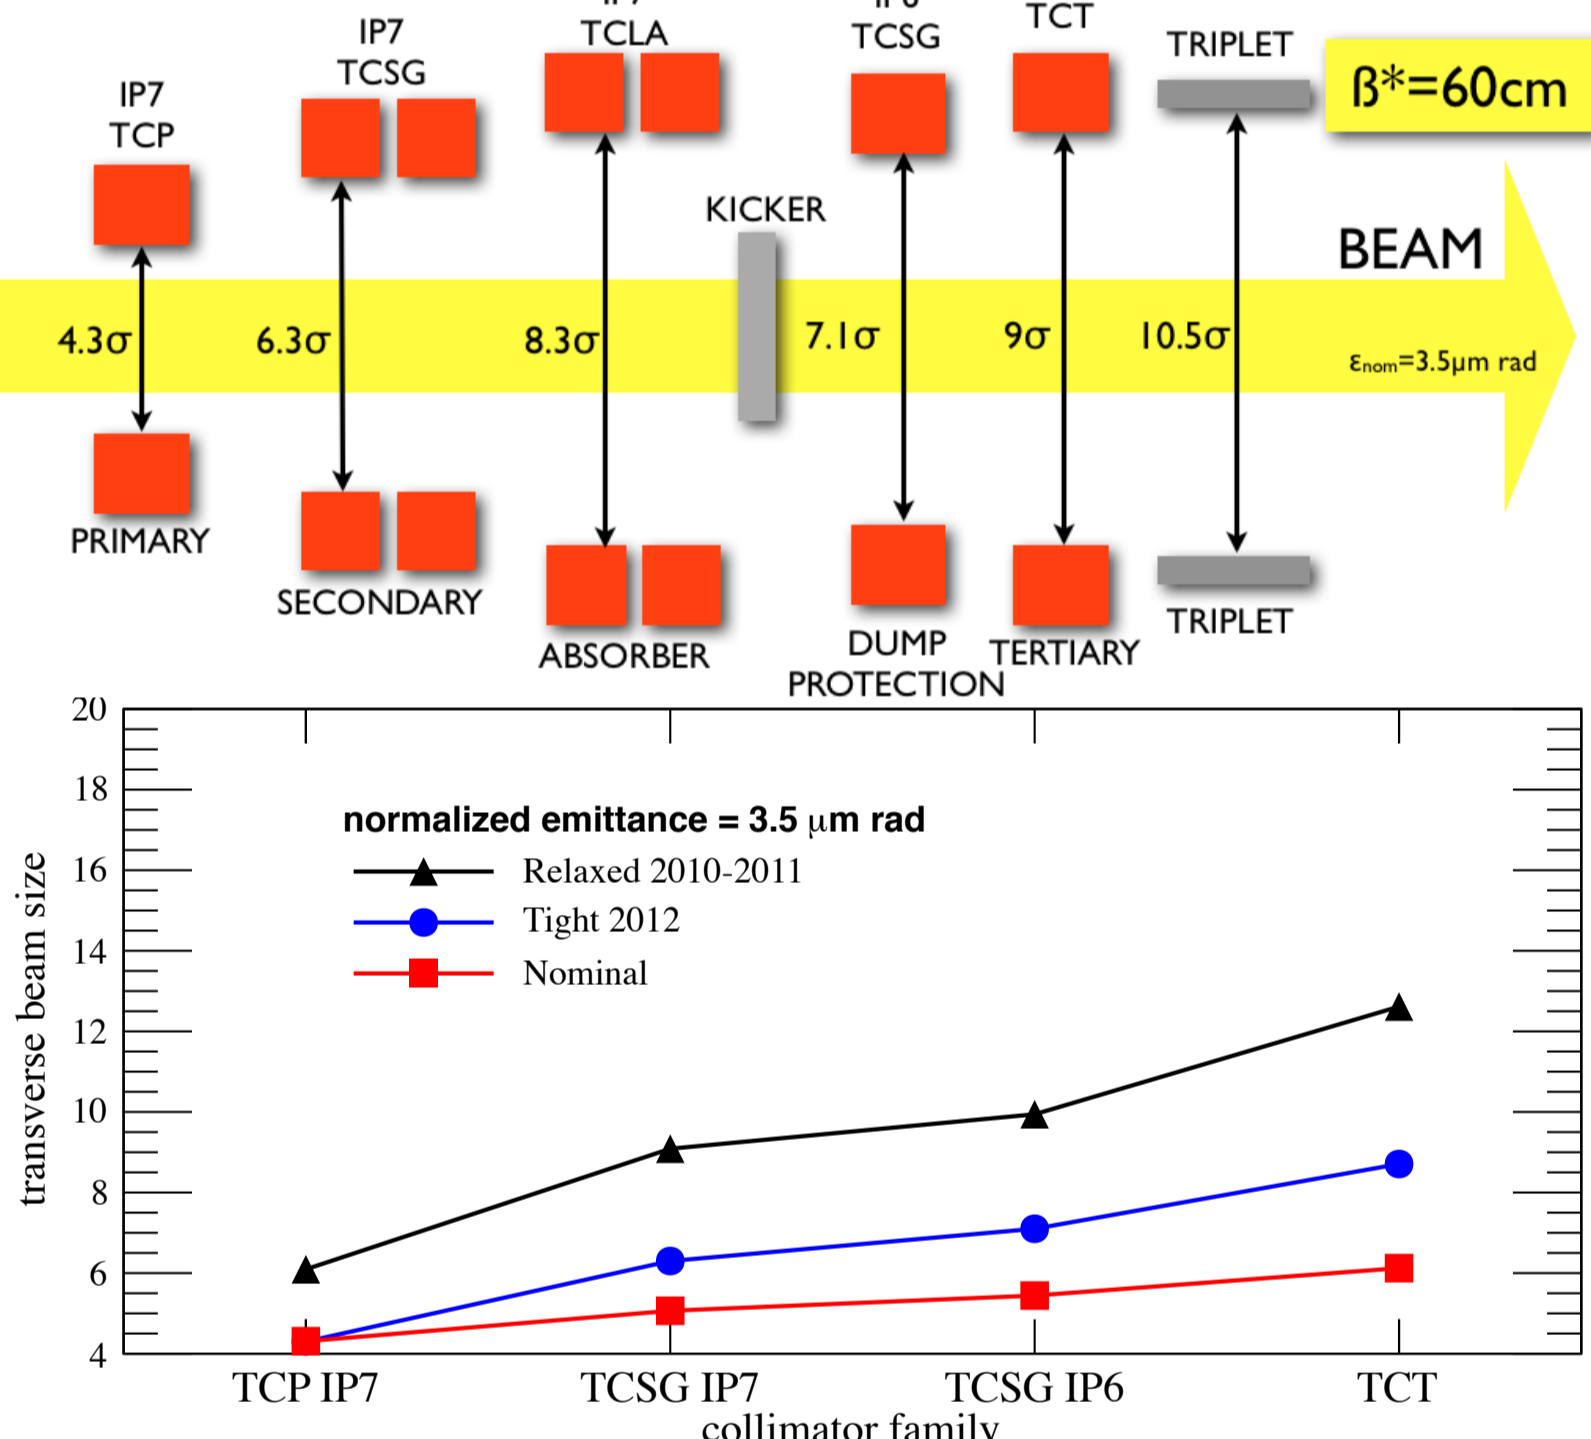 IP7
TCP
IP7
TCSG
TCLA
TCSG
TCT
TRIPLET
ß*=60cm
KICKER
BEAM
4.3σ
6.3σ
8.3σ
7.1σ
9σ
10.5σ
εnom=3.5μm rad
PRIMARY
SECONDARY
ABSORBER
DUMP
PROTECTION
TERTIARY
TRIPLET
20
18
16
14
12
10
8
6
4
transverse beam size
normalized emittance = 3.5 μm rad
Relaxed 2010-2011
Tight 2012
Nominal
TCP IP7
TCSG IP7
TCSG IP6
TCT
collimator family